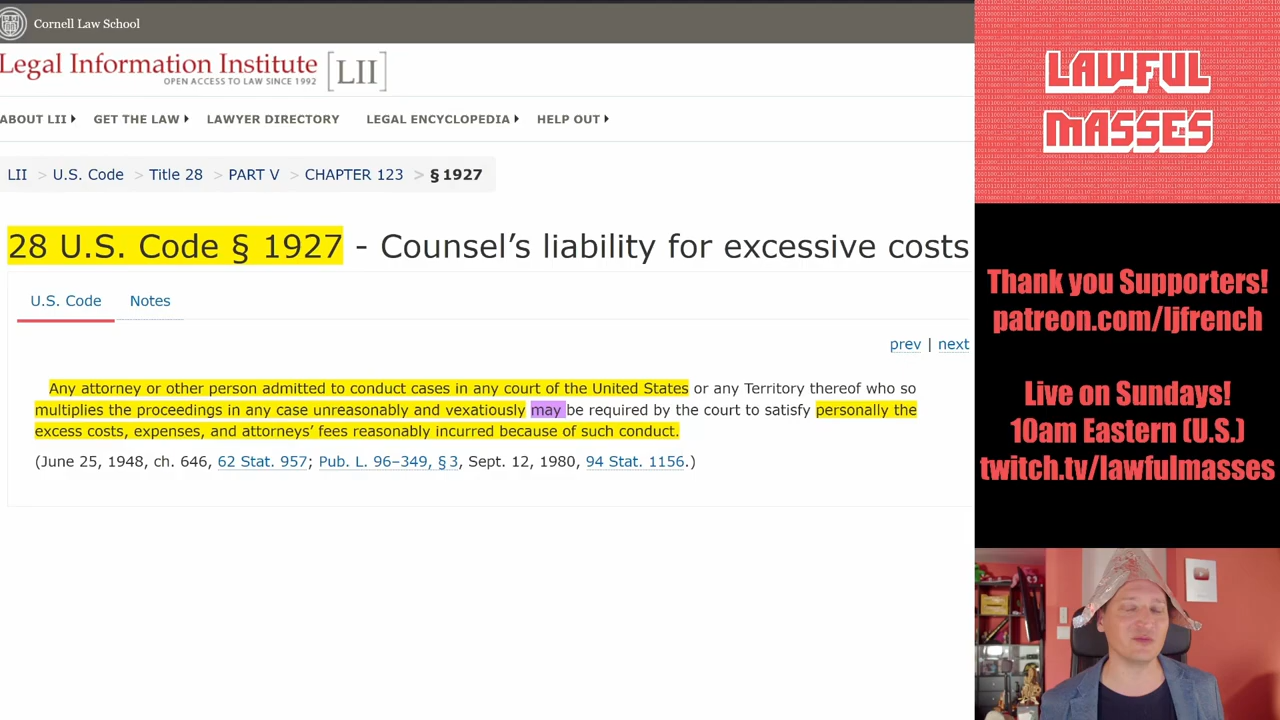 Cornell Law School
Legal Information Institute [LII]
OPEN ACCESS TO LAW SINCE 1992
ABOUT LII GET THE LAW LAWYER DIRECTORY LEGAL ENCYCLOPEDIA HELP OUT
LII > U.S. Code > Title 28 > PART V > CHAPTER 123 > § 1927
28 U.S. Code § 1927 - Counsel’s liability for excessive costs
U.S. Code Notes
prev | next
Any attorney or other person admitted to conduct cases in any court of the United States or any Territory thereof who so
multiplies the proceedings in any case unreasonably and vexatiously may be required by the court to satisfy personally the
excess costs, expenses, and attorneys’ fees reasonably incurred because of such conduct.
(June 25, 1948, ch. 646, 62 Stat. 957; Pub. L. 96–349, § 3, Sept. 12, 1980, 94 Stat. 1156.)
LAWFUL
MASSES
Thank you Supporters!
patreon.com/ljfrench
Live on Sundays!
10am Eastern (U.S.)
twitch.tv/lawfulmasses